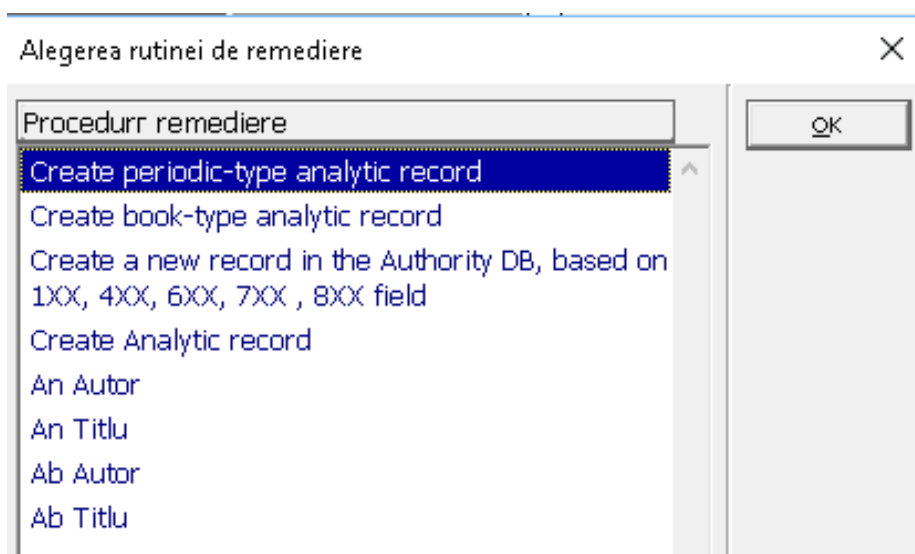 Alegerea rutinei de remediere
Procedurr remediere
OK
Create periodic-type analytic record
Create book-type analytic record
Create a new record in the Authority DB, based on
1XX, 4XX, 6XX, 7XX , 8XX field
Create Analytic record
An Autor
An Titlu
Ab Autor
Ab Titlu